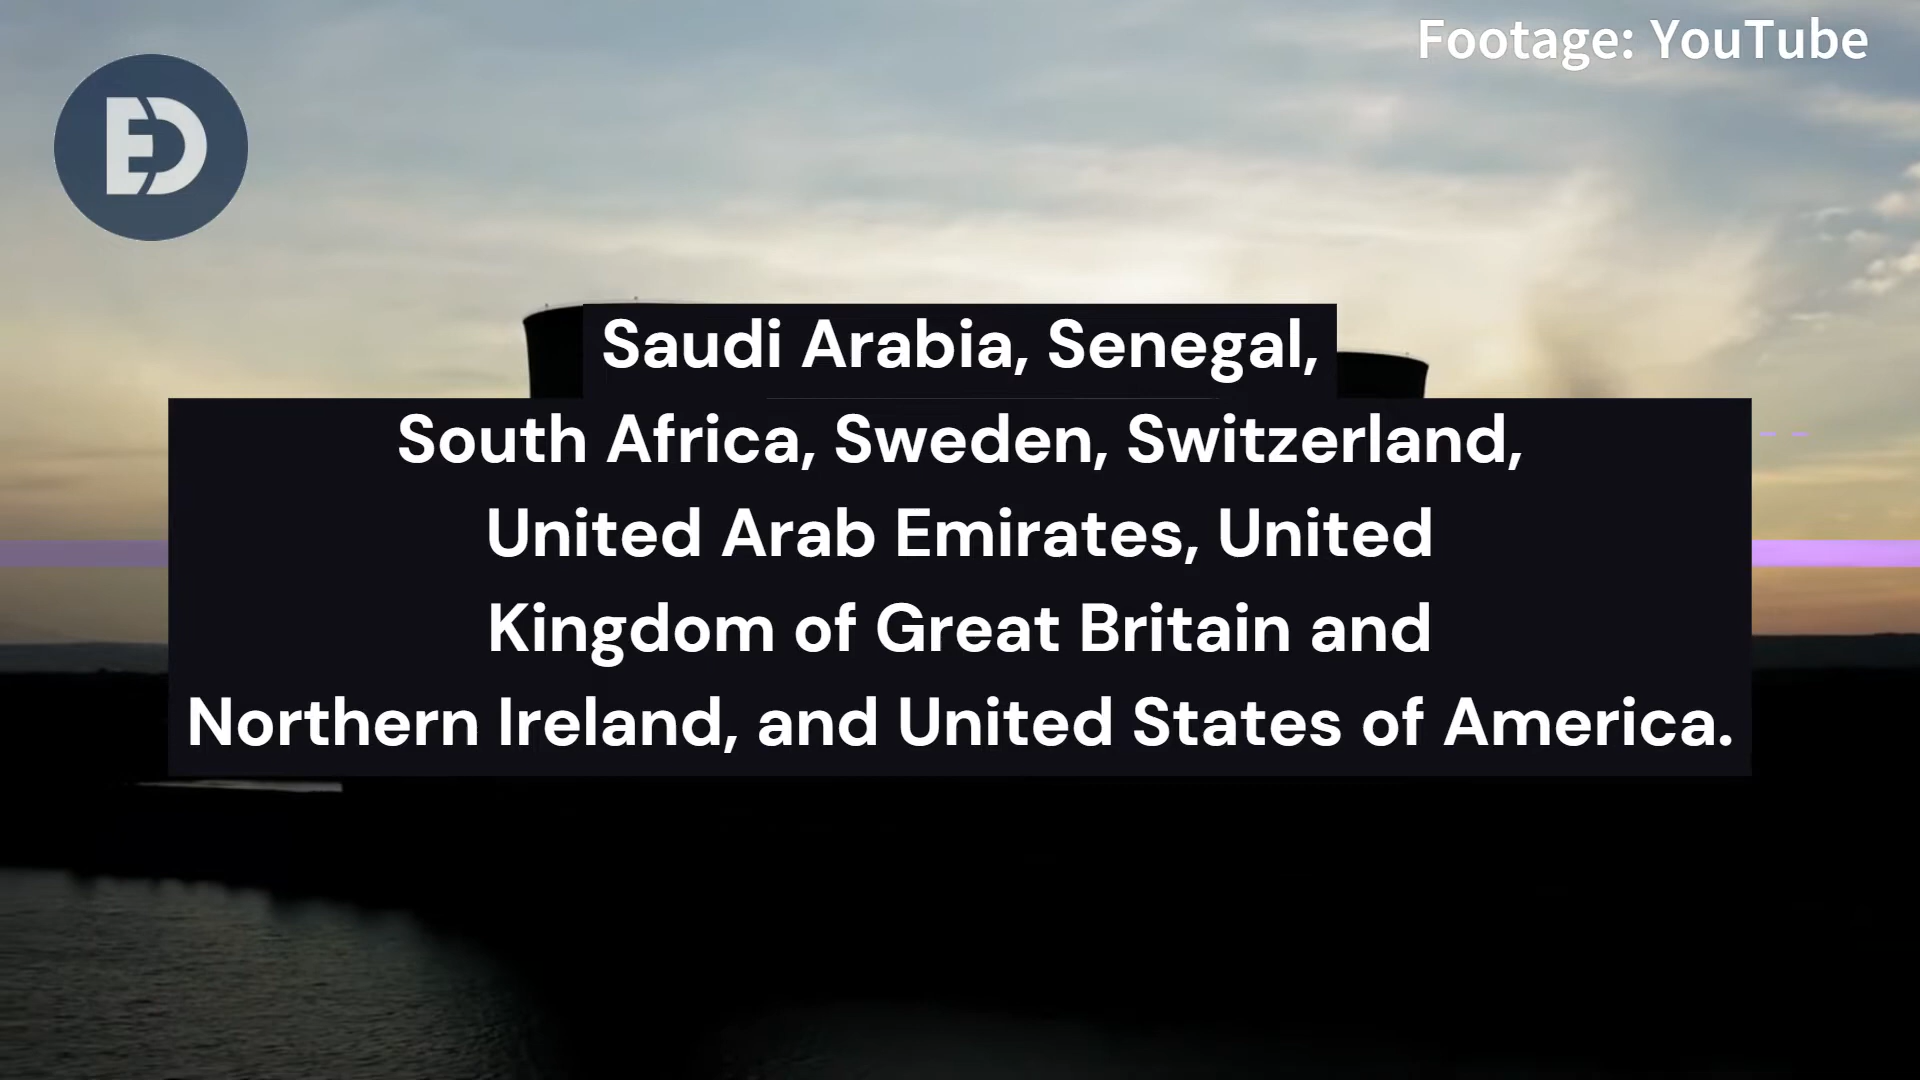 Footage: YouTube
ED
Saudi Arabia, Senegal,
South Africa, Sweden, Switzerland,
United Arab Emirates, United
Kingdom of Great Britain and
Northern Ireland, and United States of America.